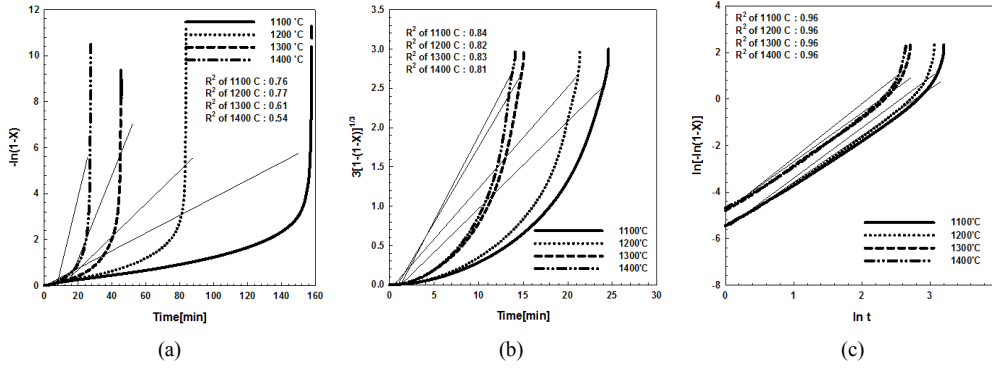 -ln(1-X)
12
10
8
6
4
2
0
1100 ˚C
1200 ˚C
1300 ˚C
1400 ˚C
R² of 1100 C : 0.76
R² of 1200 C : 0.77
R² of 1300 C : 0.61
R² of 1400 C : 0.54
0 20 40 60 80 100 120 140 160
Time[min]
(a)
3[1-(1-X)]^1/3
3.5
3.0
2.5
2.0
1.5
1.0
0.5
0.0
R² of 1100 C : 0.84
R² of 1200 C : 0.82
R² of 1300 C : 0.83
R² of 1400 C : 0.81
1100˚C
1200˚C
1300˚C
1400˚C
0 5 10 15 20 25 30
Time[min]
(b)
ln[-ln(1-X)]
4
2
0
-2
-4
-6
-8
R² of 1100 C : 0.96
R² of 1200 C : 0.96
R² of 1300 C : 0.96
R² of 1400 C : 0.96
1100˚C
1200˚C
1300˚C
1400˚C
0 1 2 3
ln t
(c)